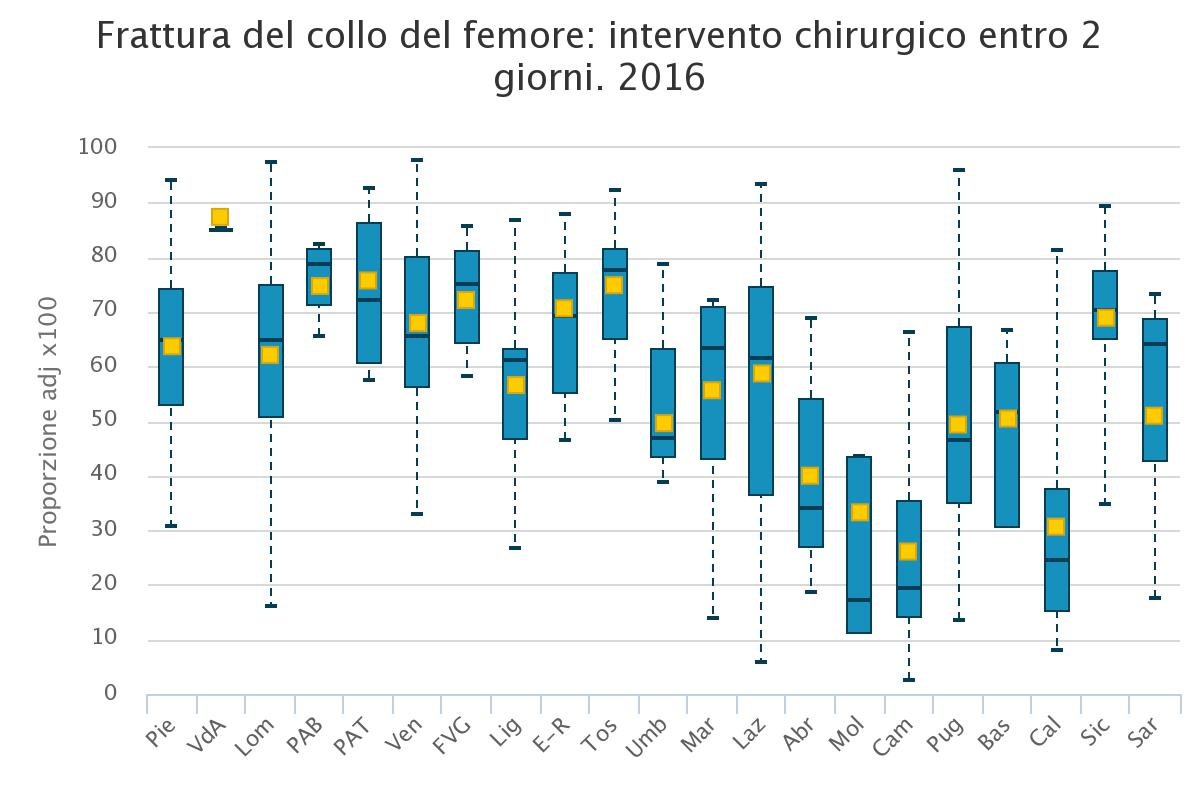 Frattura del collo del femore: intervento chirurgico entro 2
giorni. 2016
Proporzione adj x100
100
90
80
70
60
50
40
30
20
10
0
Pie
VdA
Lom
PAB
PAT
Ven
FVG
Lig
E-R
Tos
Umb
Mar
Laz
Abr
Mol
Cam
Pug
Bas
Cal
Sic
Sar